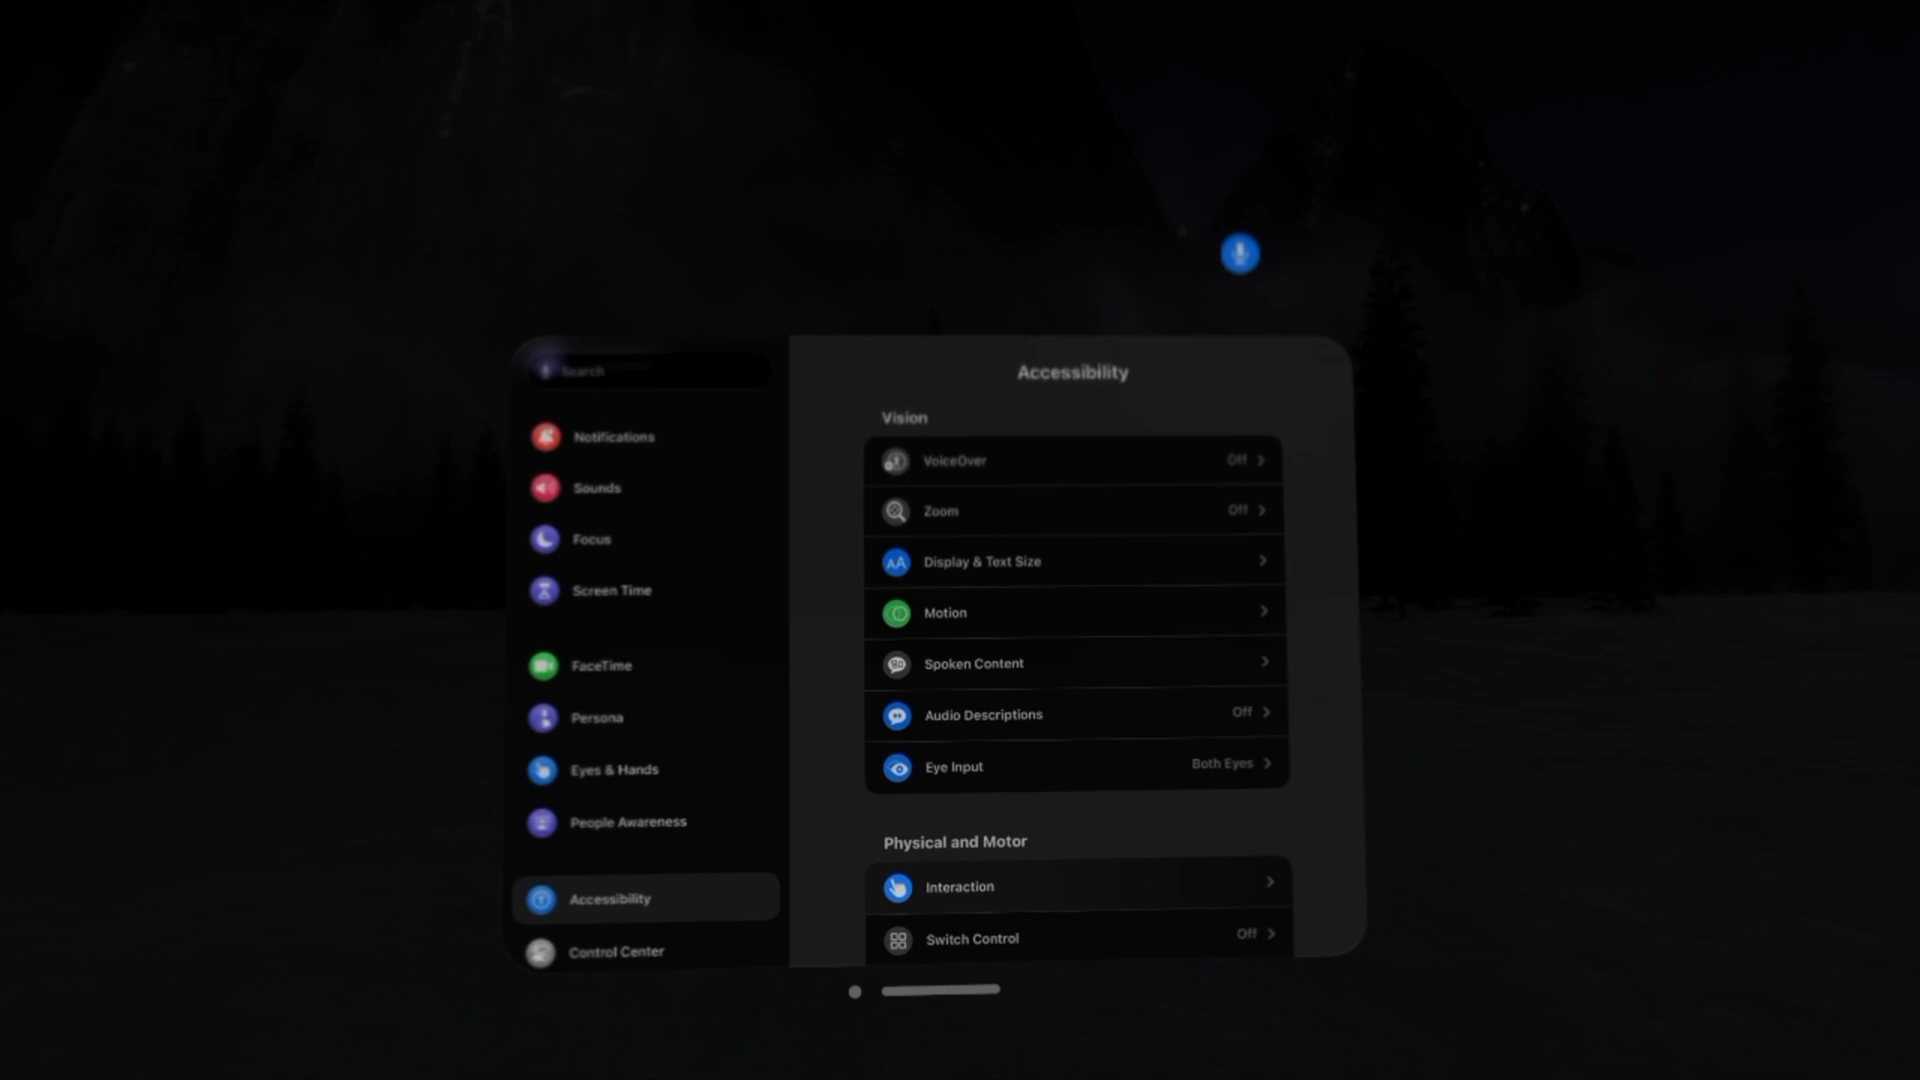 Search
Notifications
Sounds
Focus
Screen Time
FaceTime
Persona
Eyes & Hands
People Awareness
Accessibility
Control Center
Accessibility
Vision
VoiceOver Off
Zoom Off
Display & Text Size
Motion
Spoken Content
Audio Descriptions Off
Eye Input Both Eyes
Physical and Motor
Interaction
Switch Control Off